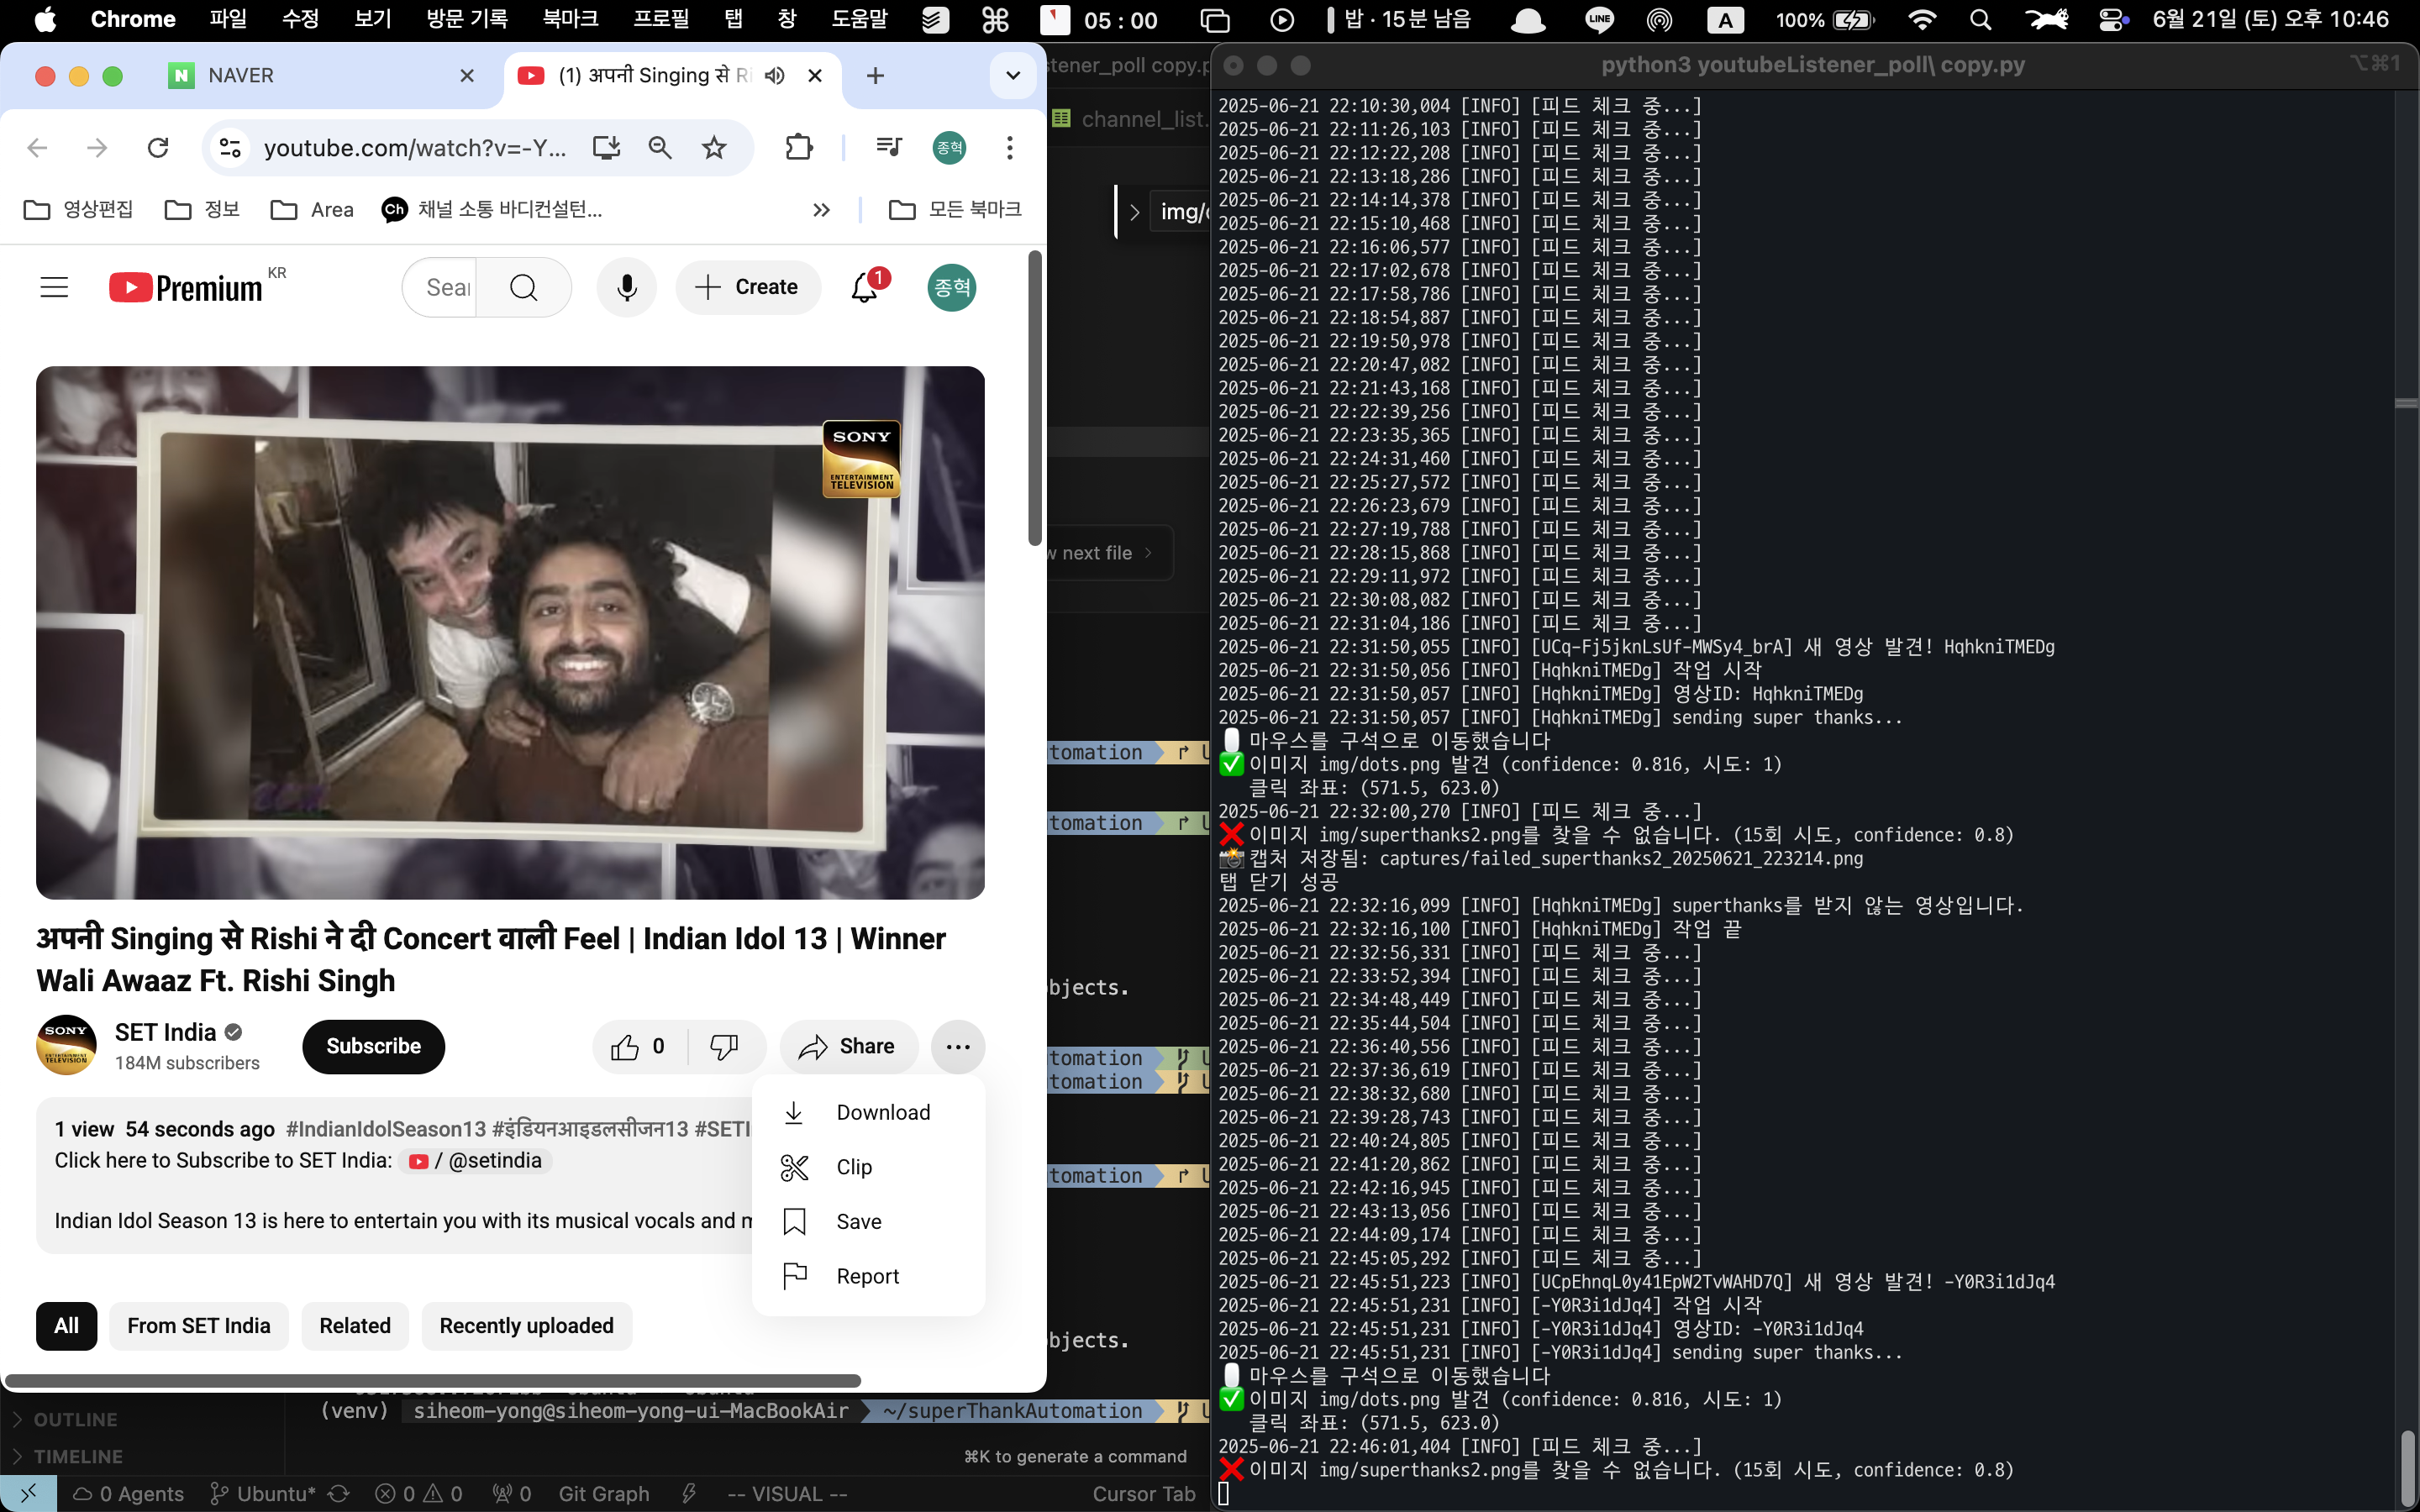 Chrome 파일 수정 보기 방문 기록 북마크 프로필 탭 창 도움말 05 : 00 밥 · 15분 남음 LINE A 100% 6월 21일 (토) 오후 10:46
NAVER
(1) अपनी Singing से Ri
youtube.com/watch?v=-Y...
종혁
영상편집 정보 Area Ch 채널 소통 바디컨설턴... 모든 북마크
Premium KR
Sear
Create
1
종혁
SONY
ENTERTAINMENT
TELEVISION
अपनी Singing से Rishi ने दी Concert वाली Feel | Indian Idol 13 | Winner
Wali Awaaz Ft. Rishi Singh
SONY
ENTERTAINMENT
TELEVISION
SET India
184M subscribers
Subscribe
0
Share
Download
Clip
Save
Report
1 view 54 seconds ago #IndianIdolSeason13 #इंडियनआइडलसीजन13 #SETI
Click here to Subscribe to SET India: / @setindia
Indian Idol Season 13 is here to entertain you with its musical vocals and m
All From SET India Related Recently uploaded
stener_poll copy.p
channel_list.
img/
w next file
tomation
tomation
bjects.
tomation
tomation
tomation
bjects.
(venv) siheom-yong@siheom-yong-ui-MacBookAir ~/superThankAutomation
OUTLINE
TIMELINE
⌘K to generate a command
0 Agents Ubuntu* 0 0 0 Git Graph -- VISUAL -- Cursor Tab
python3 youtubeListener_poll\ copy.py ⌥⌘1
2025-06-21 22:10:30,004 [INFO] [피드 체크 중...]
2025-06-21 22:11:26,103 [INFO] [피드 체크 중...]
2025-06-21 22:12:22,208 [INFO] [피드 체크 중...]
2025-06-21 22:13:18,286 [INFO] [피드 체크 중...]
2025-06-21 22:14:14,378 [INFO] [피드 체크 중...]
2025-06-21 22:15:10,468 [INFO] [피드 체크 중...]
2025-06-21 22:16:06,577 [INFO] [피드 체크 중...]
2025-06-21 22:17:02,678 [INFO] [피드 체크 중...]
2025-06-21 22:17:58,786 [INFO] [피드 체크 중...]
2025-06-21 22:18:54,887 [INFO] [피드 체크 중...]
2025-06-21 22:19:50,978 [INFO] [피드 체크 중...]
2025-06-21 22:20:47,082 [INFO] [피드 체크 중...]
2025-06-21 22:21:43,168 [INFO] [피드 체크 중...]
2025-06-21 22:22:39,256 [INFO] [피드 체크 중...]
2025-06-21 22:23:35,365 [INFO] [피드 체크 중...]
2025-06-21 22:24:31,460 [INFO] [피드 체크 중...]
2025-06-21 22:25:27,572 [INFO] [피드 체크 중...]
2025-06-21 22:26:23,679 [INFO] [피드 체크 중...]
2025-06-21 22:27:19,788 [INFO] [피드 체크 중...]
2025-06-21 22:28:15,868 [INFO] [피드 체크 중...]
2025-06-21 22:29:11,972 [INFO] [피드 체크 중...]
2025-06-21 22:30:08,082 [INFO] [피드 체크 중...]
2025-06-21 22:31:04,186 [INFO] [피드 체크 중...]
2025-06-21 22:31:50,055 [INFO] [UCq-Fj5jknLsUf-MWSy4_brA] 새 영상 발견! HqhkniTMEDg
2025-06-21 22:31:50,056 [INFO] [HqhkniTMEDg] 작업 시작
2025-06-21 22:31:50,057 [INFO] [HqhkniTMEDg] 영상ID: HqhkniTMEDg
2025-06-21 22:31:50,057 [INFO] [HqhkniTMEDg] sending super thanks...
마우스를 구석으로 이동했습니다
✅ 이미지 img/dots.png 발견 (confidence: 0.816, 시도: 1)
클릭 좌표: (571.5, 623.0)
2025-06-21 22:32:00,270 [INFO] [피드 체크 중...]
❌ 이미지 img/superthanks2.png를 찾을 수 없습니다. (15회 시도, confidence: 0.8)
📸 캡처 저장됨: captures/failed_superthanks2_20250621_223214.png
탭 닫기 성공
2025-06-21 22:32:16,099 [INFO] [HqhkniTMEDg] superthanks를 받지 않는 영상입니다.
2025-06-21 22:32:16,100 [INFO] [HqhkniTMEDg] 작업 끝
2025-06-21 22:32:56,331 [INFO] [피드 체크 중...]
2025-06-21 22:33:52,394 [INFO] [피드 체크 중...]
2025-06-21 22:34:48,449 [INFO] [피드 체크 중...]
2025-06-21 22:35:44,504 [INFO] [피드 체크 중...]
2025-06-21 22:36:40,556 [INFO] [피드 체크 중...]
2025-06-21 22:37:36,619 [INFO] [피드 체크 중...]
2025-06-21 22:38:32,680 [INFO] [피드 체크 중...]
2025-06-21 22:39:28,743 [INFO] [피드 체크 중...]
2025-06-21 22:40:24,805 [INFO] [피드 체크 중...]
2025-06-21 22:41:20,862 [INFO] [피드 체크 중...]
2025-06-21 22:42:16,945 [INFO] [피드 체크 중...]
2025-06-21 22:43:13,056 [INFO] [피드 체크 중...]
2025-06-21 22:44:09,174 [INFO] [피드 체크 중...]
2025-06-21 22:45:05,292 [INFO] [피드 체크 중...]
2025-06-21 22:45:51,223 [INFO] [UCpEhnqL0y41EpW2TvWAHD7Q] 새 영상 발견! -Y0R3i1dJq4
2025-06-21 22:45:51,231 [INFO] [-Y0R3i1dJq4] 작업 시작
2025-06-21 22:45:51,231 [INFO] [-Y0R3i1dJq4] 영상ID: -Y0R3i1dJq4
2025-06-21 22:45:51,231 [INFO] [-Y0R3i1dJq4] sending super thanks...
마우스를 구석으로 이동했습니다
✅ 이미지 img/dots.png 발견 (confidence: 0.816, 시도: 1)
클릭 좌표: (571.5, 623.0)
2025-06-21 22:46:01,404 [INFO] [피드 체크 중...]
❌ 이미지 img/superthanks2.png를 찾을 수 없습니다. (15회 시도, confidence: 0.8)